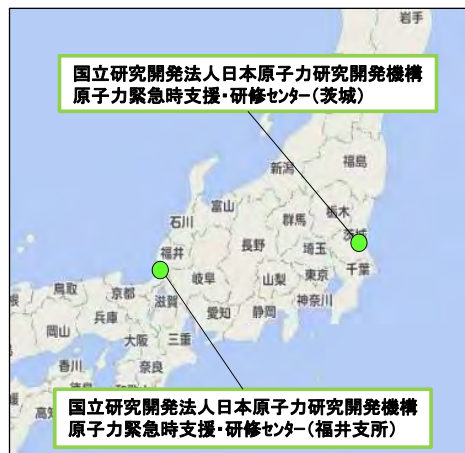 岩手
国立研究開発法人日本原子力研究開発機構
原子力緊急時支援・研修センター(茨城)
新潟
福島
富山
石川
栃木
群馬
茨城
福井
長野
埼玉
岐阜
山梨
東京
千葉
鳥取
京都
滋賀
神奈川
兵庫
愛知
静岡
岡山
大阪
三重
香川
奈良
国立研究開発法人日本原子力研究開発機構
原子力緊急時支援・研修センター(福井支所)